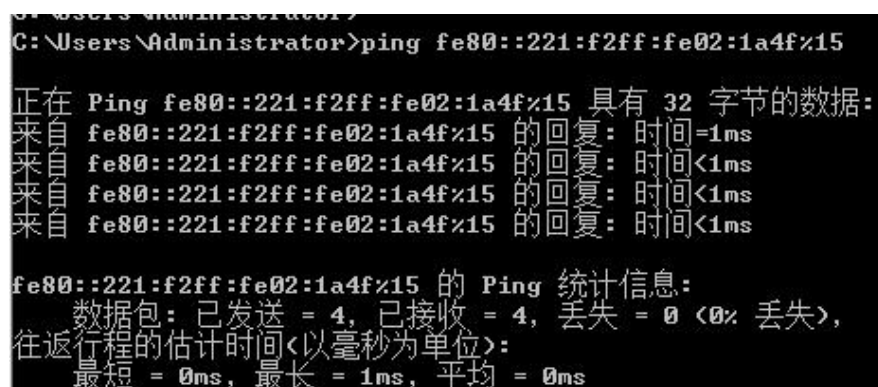 C:\Users\Administrator>
C:\Users\Administrator>ping fe80::221:f2ff:fe02:1a4f%15
正在 Ping fe80::221:f2ff:fe02:1a4f%15 具有 32 字节的数据:
来自 fe80::221:f2ff:fe02:1a4f%15 的回复: 时间=1ms
来自 fe80::221:f2ff:fe02:1a4f%15 的回复: 时间<1ms
来自 fe80::221:f2ff:fe02:1a4f%15 的回复: 时间<1ms
来自 fe80::221:f2ff:fe02:1a4f%15 的回复: 时间<1ms
fe80::221:f2ff:fe02:1a4f%15 的 Ping 统计信息:
数据包: 已发送 = 4, 已接收 = 4, 丢失 = 0 (0% 丢失),
往返行程的估计时间(以毫秒为单位):
最短 = 0ms, 最长 = 1ms, 平均 = 0ms